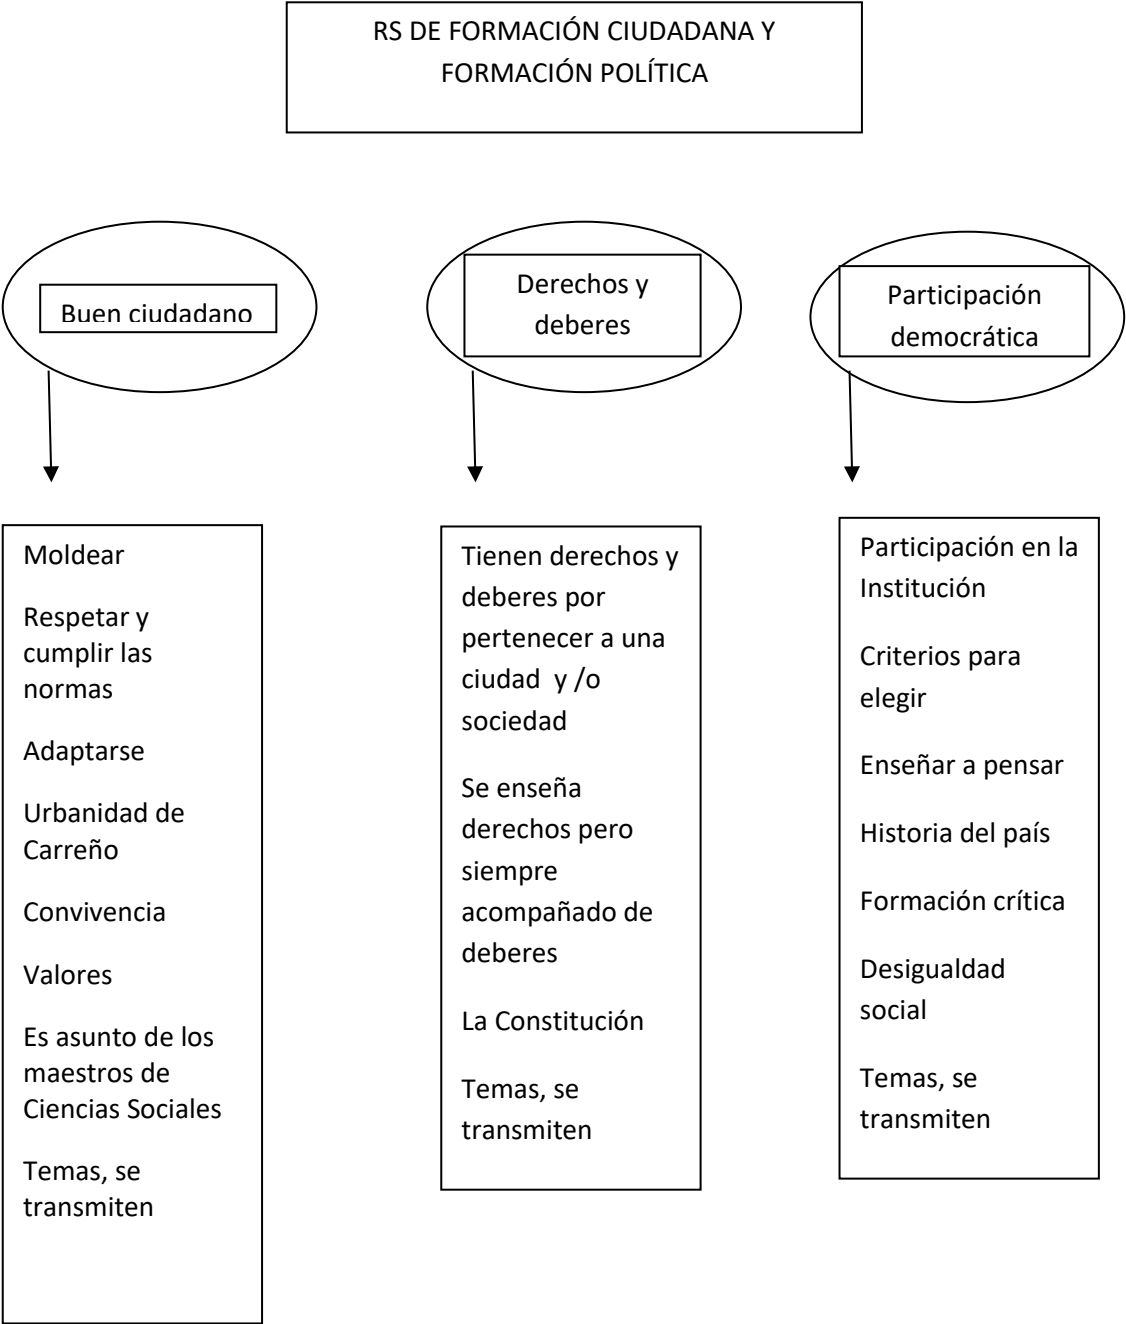 RS DE FORMACIÓN CIUDADANA Y
FORMACIÓN POLÍTICA
Buen ciudadano
Derechos y
deberes
Participación
democrática
Moldear
Respetar y
cumplir las
normas
Adaptarse
Urbanidad de
Carreño
Convivencia
Valores
Es asunto de los
maestros de
Ciencias Sociales
Temas, se
transmiten
Tienen derechos y
deberes por
pertenecer a una
ciudad  y /o
sociedad
Se enseña
derechos pero
siempre
acompañado de
deberes
La Constitución
Temas, se
transmiten
Participación en la
Institución
Criterios para
elegir
Enseñar a pensar
Historia del país
Formación crítica
Desigualdad
social
Temas, se
transmiten